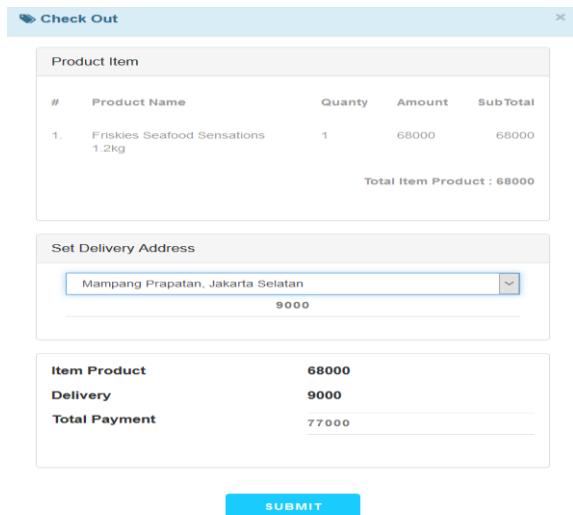 Check Out ×
Product Item
# Product Name Quanty Amount SubTotal
1. Friskies Seafood Sensations 1 68000 68000
1.2kg
Total Item Product : 68000
Set Delivery Address
Mampang Prapatan, Jakarta Selatan
9000
Item Product 68000
Delivery 9000
Total Payment 77000
SUBMIT